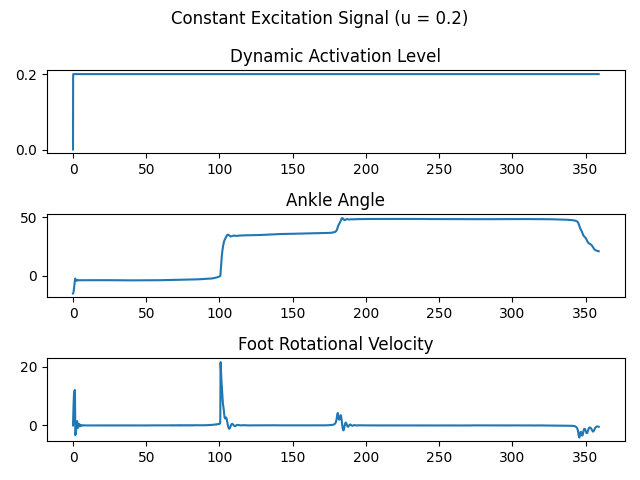 Constant Excitation Signal (u = 0.2)
Dynamic Activation Level
0.2
0.0
0 50 100 150 200 250 300 350
Ankle Angle
50
0
0 50 100 150 200 250 300 350
Foot Rotational Velocity
20
0
0 50 100 150 200 250 300 350